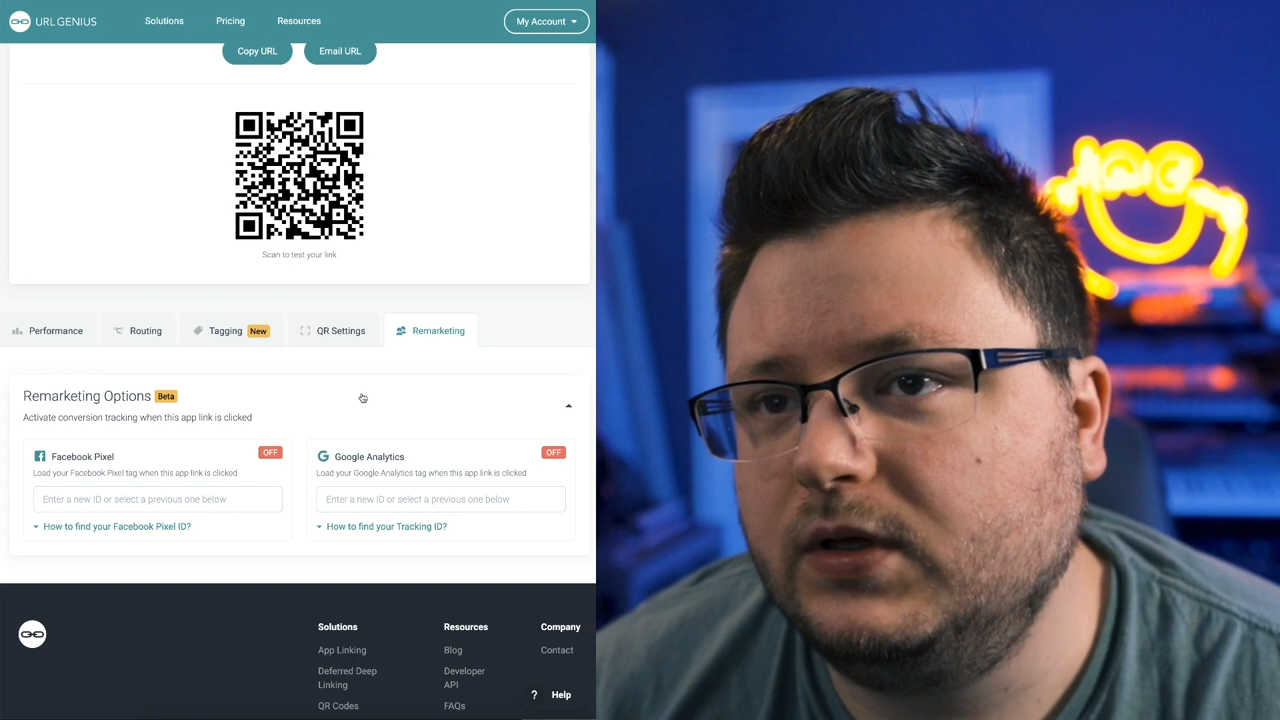 URLGENIUS
Solutions
Pricing
Resources
My Account
Copy URL
Email URL
Scan to test your link
Performance
Routing
Tagging New
QR Settings
Remarketing
Remarketing Options Beta
Activate conversion tracking when this app link is clicked
Facebook Pixel
OFF
Load your Facebook Pixel tag when this app link is clicked
Enter a new ID or select a previous one below
How to find your Facebook Pixel ID?
Google Analytics
OFF
Load your Google Analytics tag when this app link is clicked
Enter a new ID or select a previous one below
How to find your Tracking ID?
Solutions
App Linking
Deferred Deep
Linking
QR Codes
Resources
Blog
Developer
API
FAQs
Company
Contact
? Help